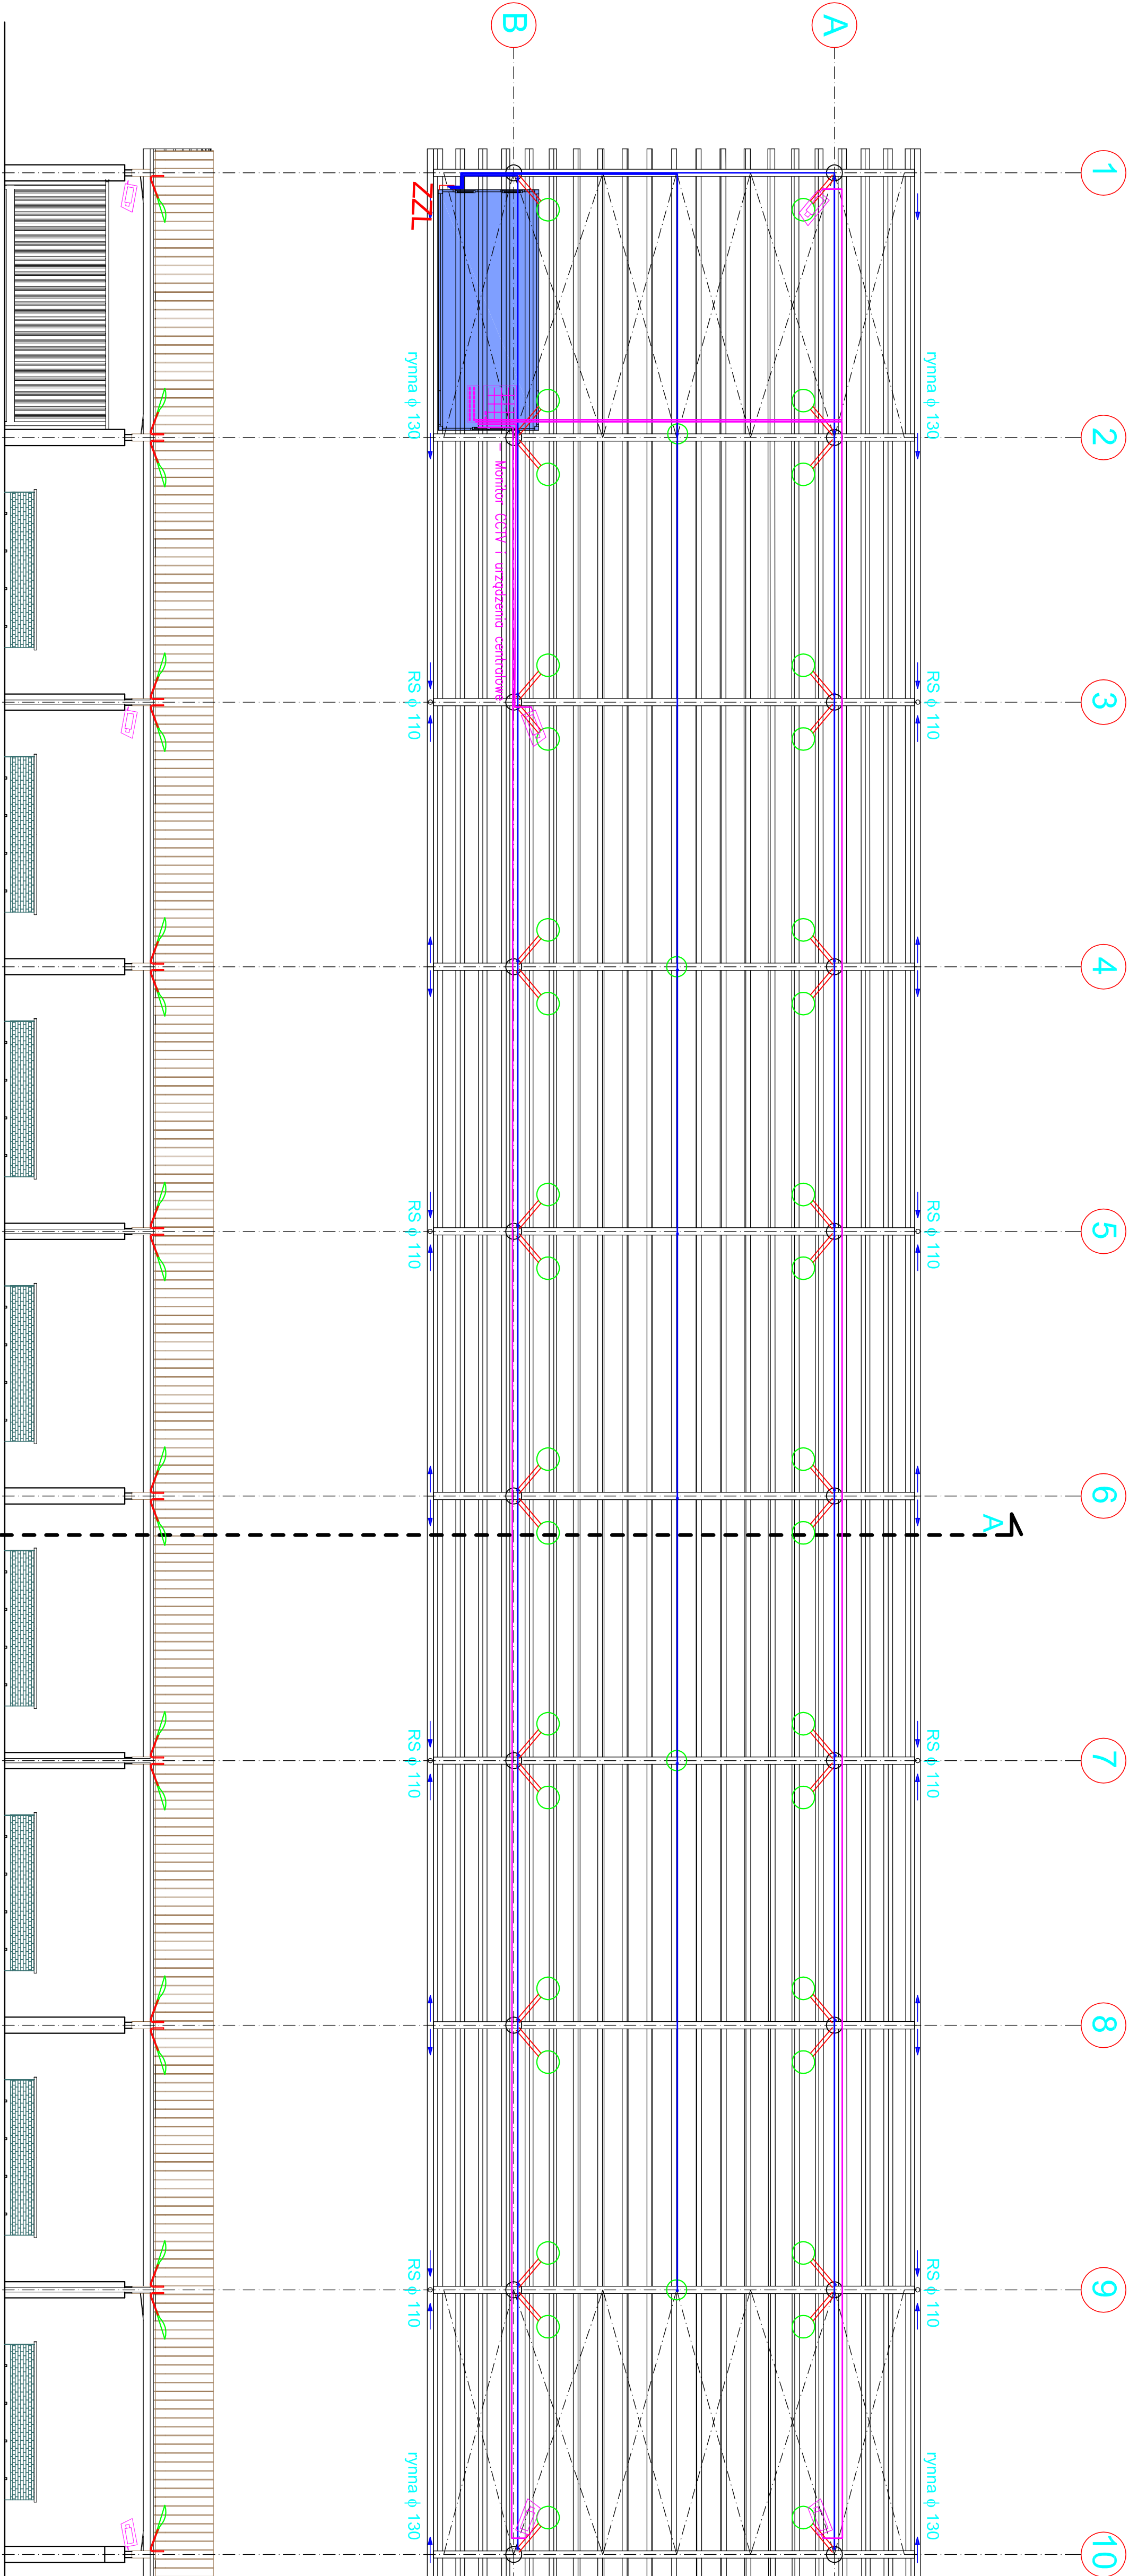 B
A
1
ZZL
rynna ϕ 130
rynna ϕ 130
2
- Monitor CCTV i urządzenia centralowe
RS ϕ 110
RS ϕ 110
3
4
RS ϕ 110
RS ϕ 110
5
6
A
RS ϕ 110
RS ϕ 110
7
8
RS ϕ 110
RS ϕ 110
9
rynna ϕ 130
rynna ϕ 130
10